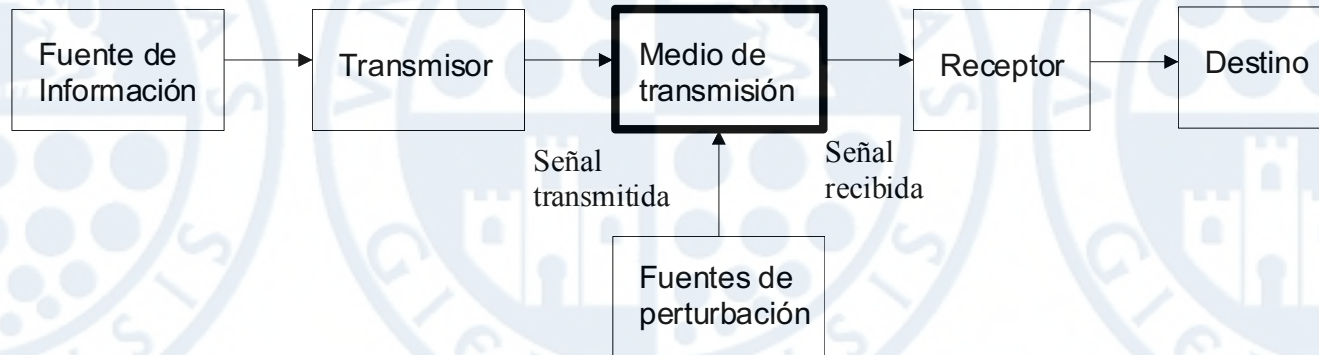 Fuente de
Información
Transmisor
Medio de
transmisión
Receptor
Destino
Señal
transmitida
Señal
recibida
Fuentes de
perturbación